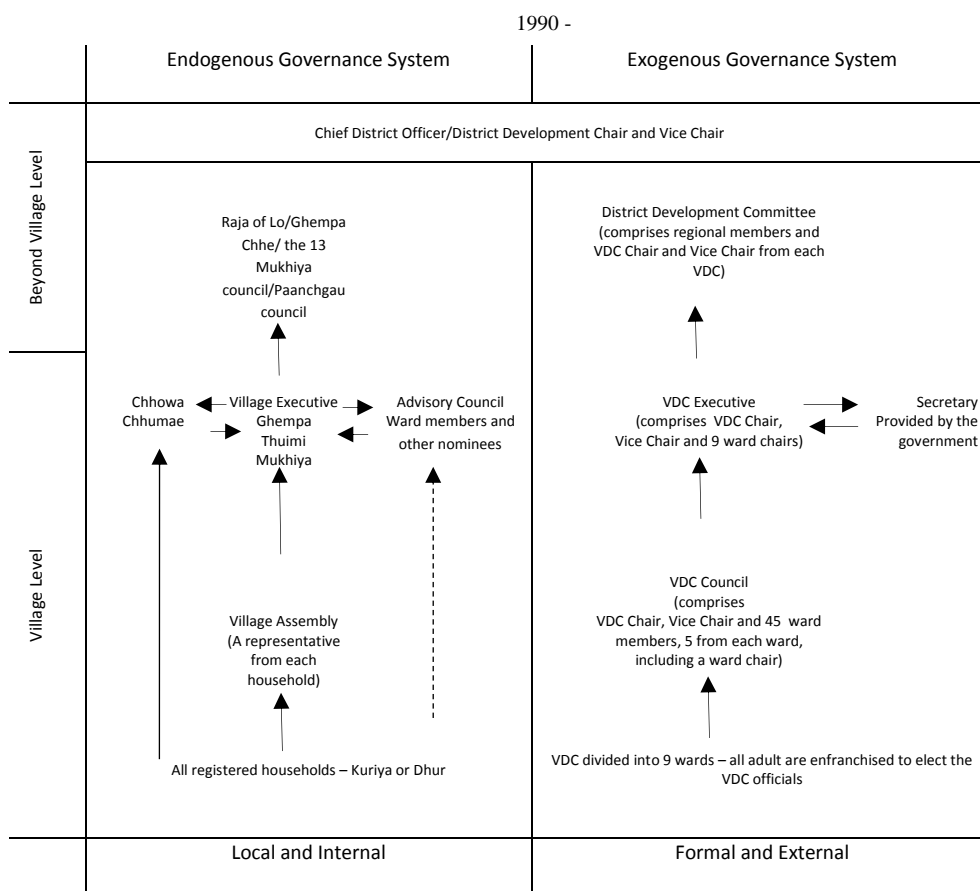 1990 -
Endogenous Governance System
Exogenous Governance System
Beyond Village Level
Chief District Officer/District Development Chair and Vice Chair
Raja of Lo/Ghempa
Chhe/ the 13
Mukhiya
council/Paanchgau
council
District Development Committee
(comprises regional members and
VDC Chair and Vice Chair from each
VDC)
Village Level
Chhowa
Chhumae
Village Executive
Ghempa
Thuimi
Mukhiya
Advisory Council
Ward members and
other nominees
VDC Executive
(comprises VDC Chair,
Vice Chair and 9 ward chairs)
Secretary
Provided by the
government
Village Assembly
(A representative
from each
household)
VDC Council
(comprises
VDC Chair, Vice Chair and 45 ward
members, 5 from each ward,
including a ward chair)
All registered households – Kuriya or Dhur
VDC divided into 9 wards – all adult are enfranchised to elect the
VDC officials
Local and Internal
Formal and External